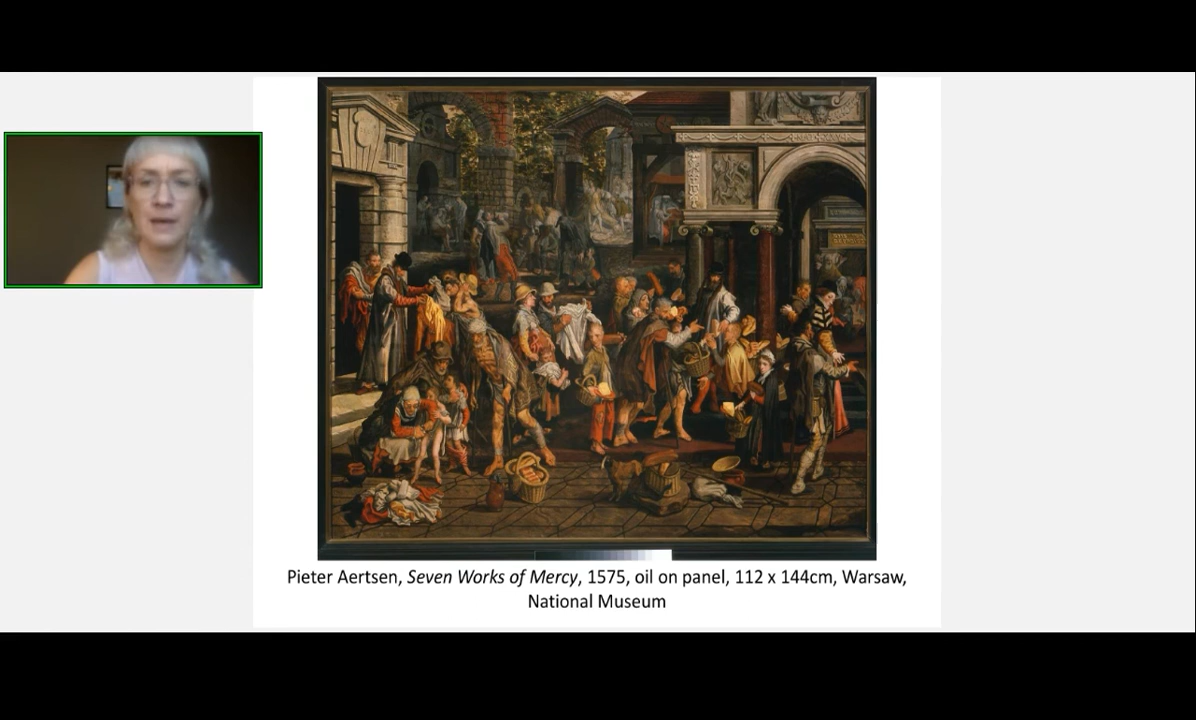 Pieter Aertsen, Seven Works of Mercy, 1575, oil on panel, 112 x 144cm, Warsaw,
National Museum